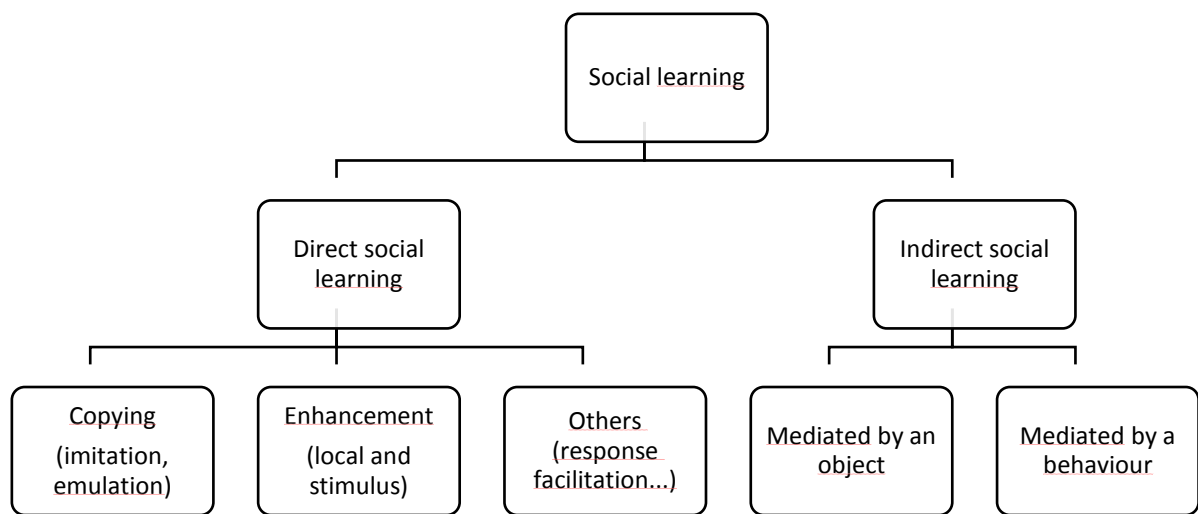 Social learning
Direct social
learning
Indirect social
learning
Copying
(imitation,
emulation)
Enhancement
(local and
stimulus)
Others
(response
facilitation...)
Mediated by an
object
Mediated by a
behaviour